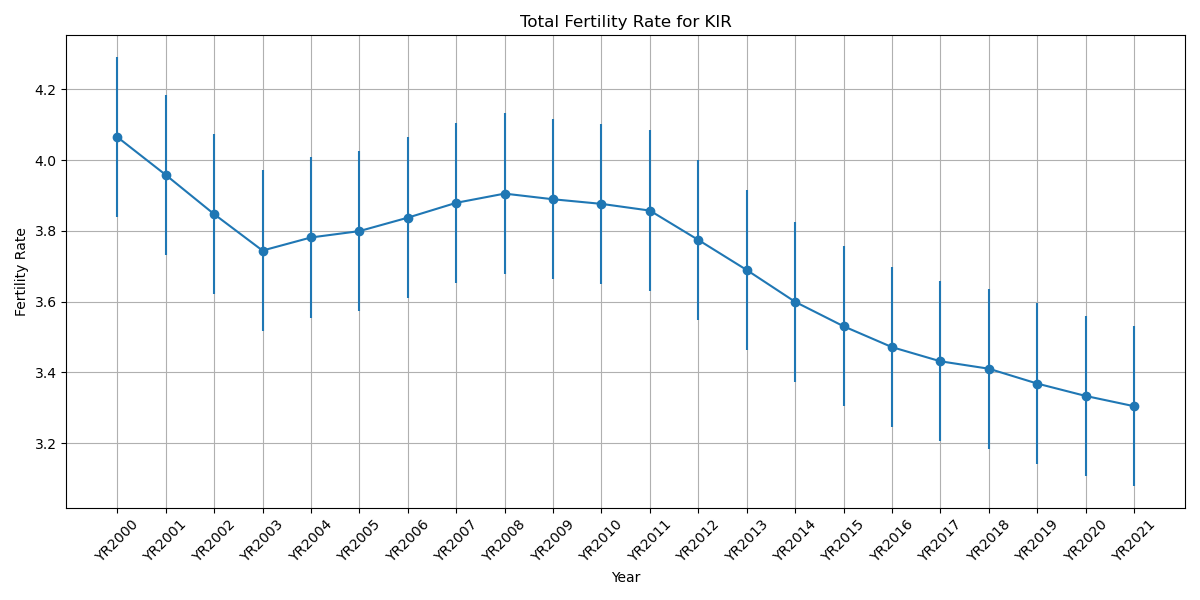 Total Fertility Rate for KIR
Fertility Rate
4.2
4.0
3.8
3.6
3.4
3.2
YR2000
YR2001
YR2002
YR2003
YR2004
YR2005
YR2006
YR2007
YR2008
YR2009
YR2010
YR2011
YR2012
YR2013
YR2014
YR2015
YR2016
YR2017
YR2018
YR2019
YR2020
YR2021
Year